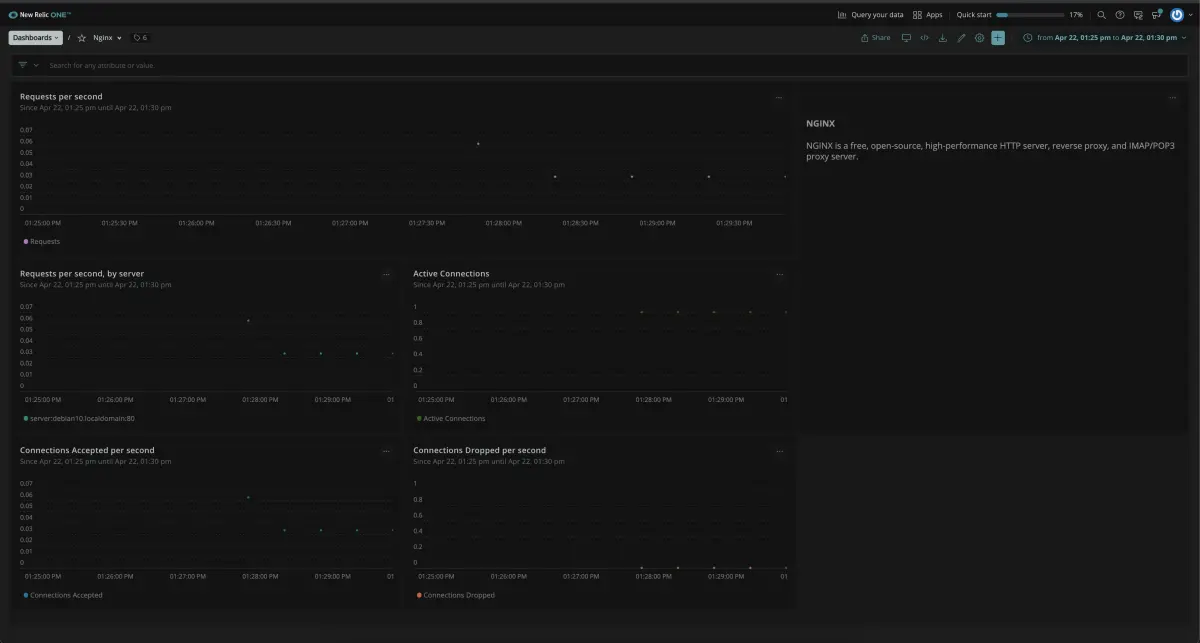 New Relic ONE™
Query your data
Apps
Quick start
17%
Dashboards
/
Nginx
6
Share
from Apr 22, 01:25 pm to Apr 22, 01:30 pm
Search for any attribute or value.
Requests per second
Since Apr 22, 01:25 pm until Apr 22, 01:30 pm
0.07
0.06
0.05
0.04
0.03
0.02
0.01
0
01:25:00 PM 01:25:30 PM 01:26:00 PM 01:26:30 PM 01:27:00 PM 01:27:30 PM 01:28:00 PM 01:28:30 PM 01:29:00 PM 01:29:30 PM
Requests
NGINX
NGINX is a free, open-source, high-performance HTTP server, reverse proxy, and IMAP/POP3
proxy server.
Requests per second, by server
Since Apr 22, 01:25 pm until Apr 22, 01:30 pm
0.07
0.06
0.05
0.04
0.03
0.02
0.01
0
01:25:00 PM 01:26:00 PM 01:27:00 PM 01:28:00 PM 01:29:00 PM 01
server:debian10.localdomain:80
Active Connections
Since Apr 22, 01:25 pm until Apr 22, 01:30 pm
1
0.8
0.6
0.4
0.2
0
01:25:00 PM 01:26:00 PM 01:27:00 PM 01:28:00 PM 01:29:00 PM 01
Active Connections
Connections Accepted per second
Since Apr 22, 01:25 pm until Apr 22, 01:30 pm
0.07
0.06
0.05
0.04
0.03
0.02
0.01
0
01:25:00 PM 01:26:00 PM 01:27:00 PM 01:28:00 PM 01:29:00 PM 01
Connections Accepted
Connections Dropped per second
Since Apr 22, 01:25 pm until Apr 22, 01:30 pm
1
0.8
0.6
0.4
0.2
0
01:25:00 PM 01:26:00 PM 01:27:00 PM 01:28:00 PM 01:29:00 PM 01
Connections Dropped